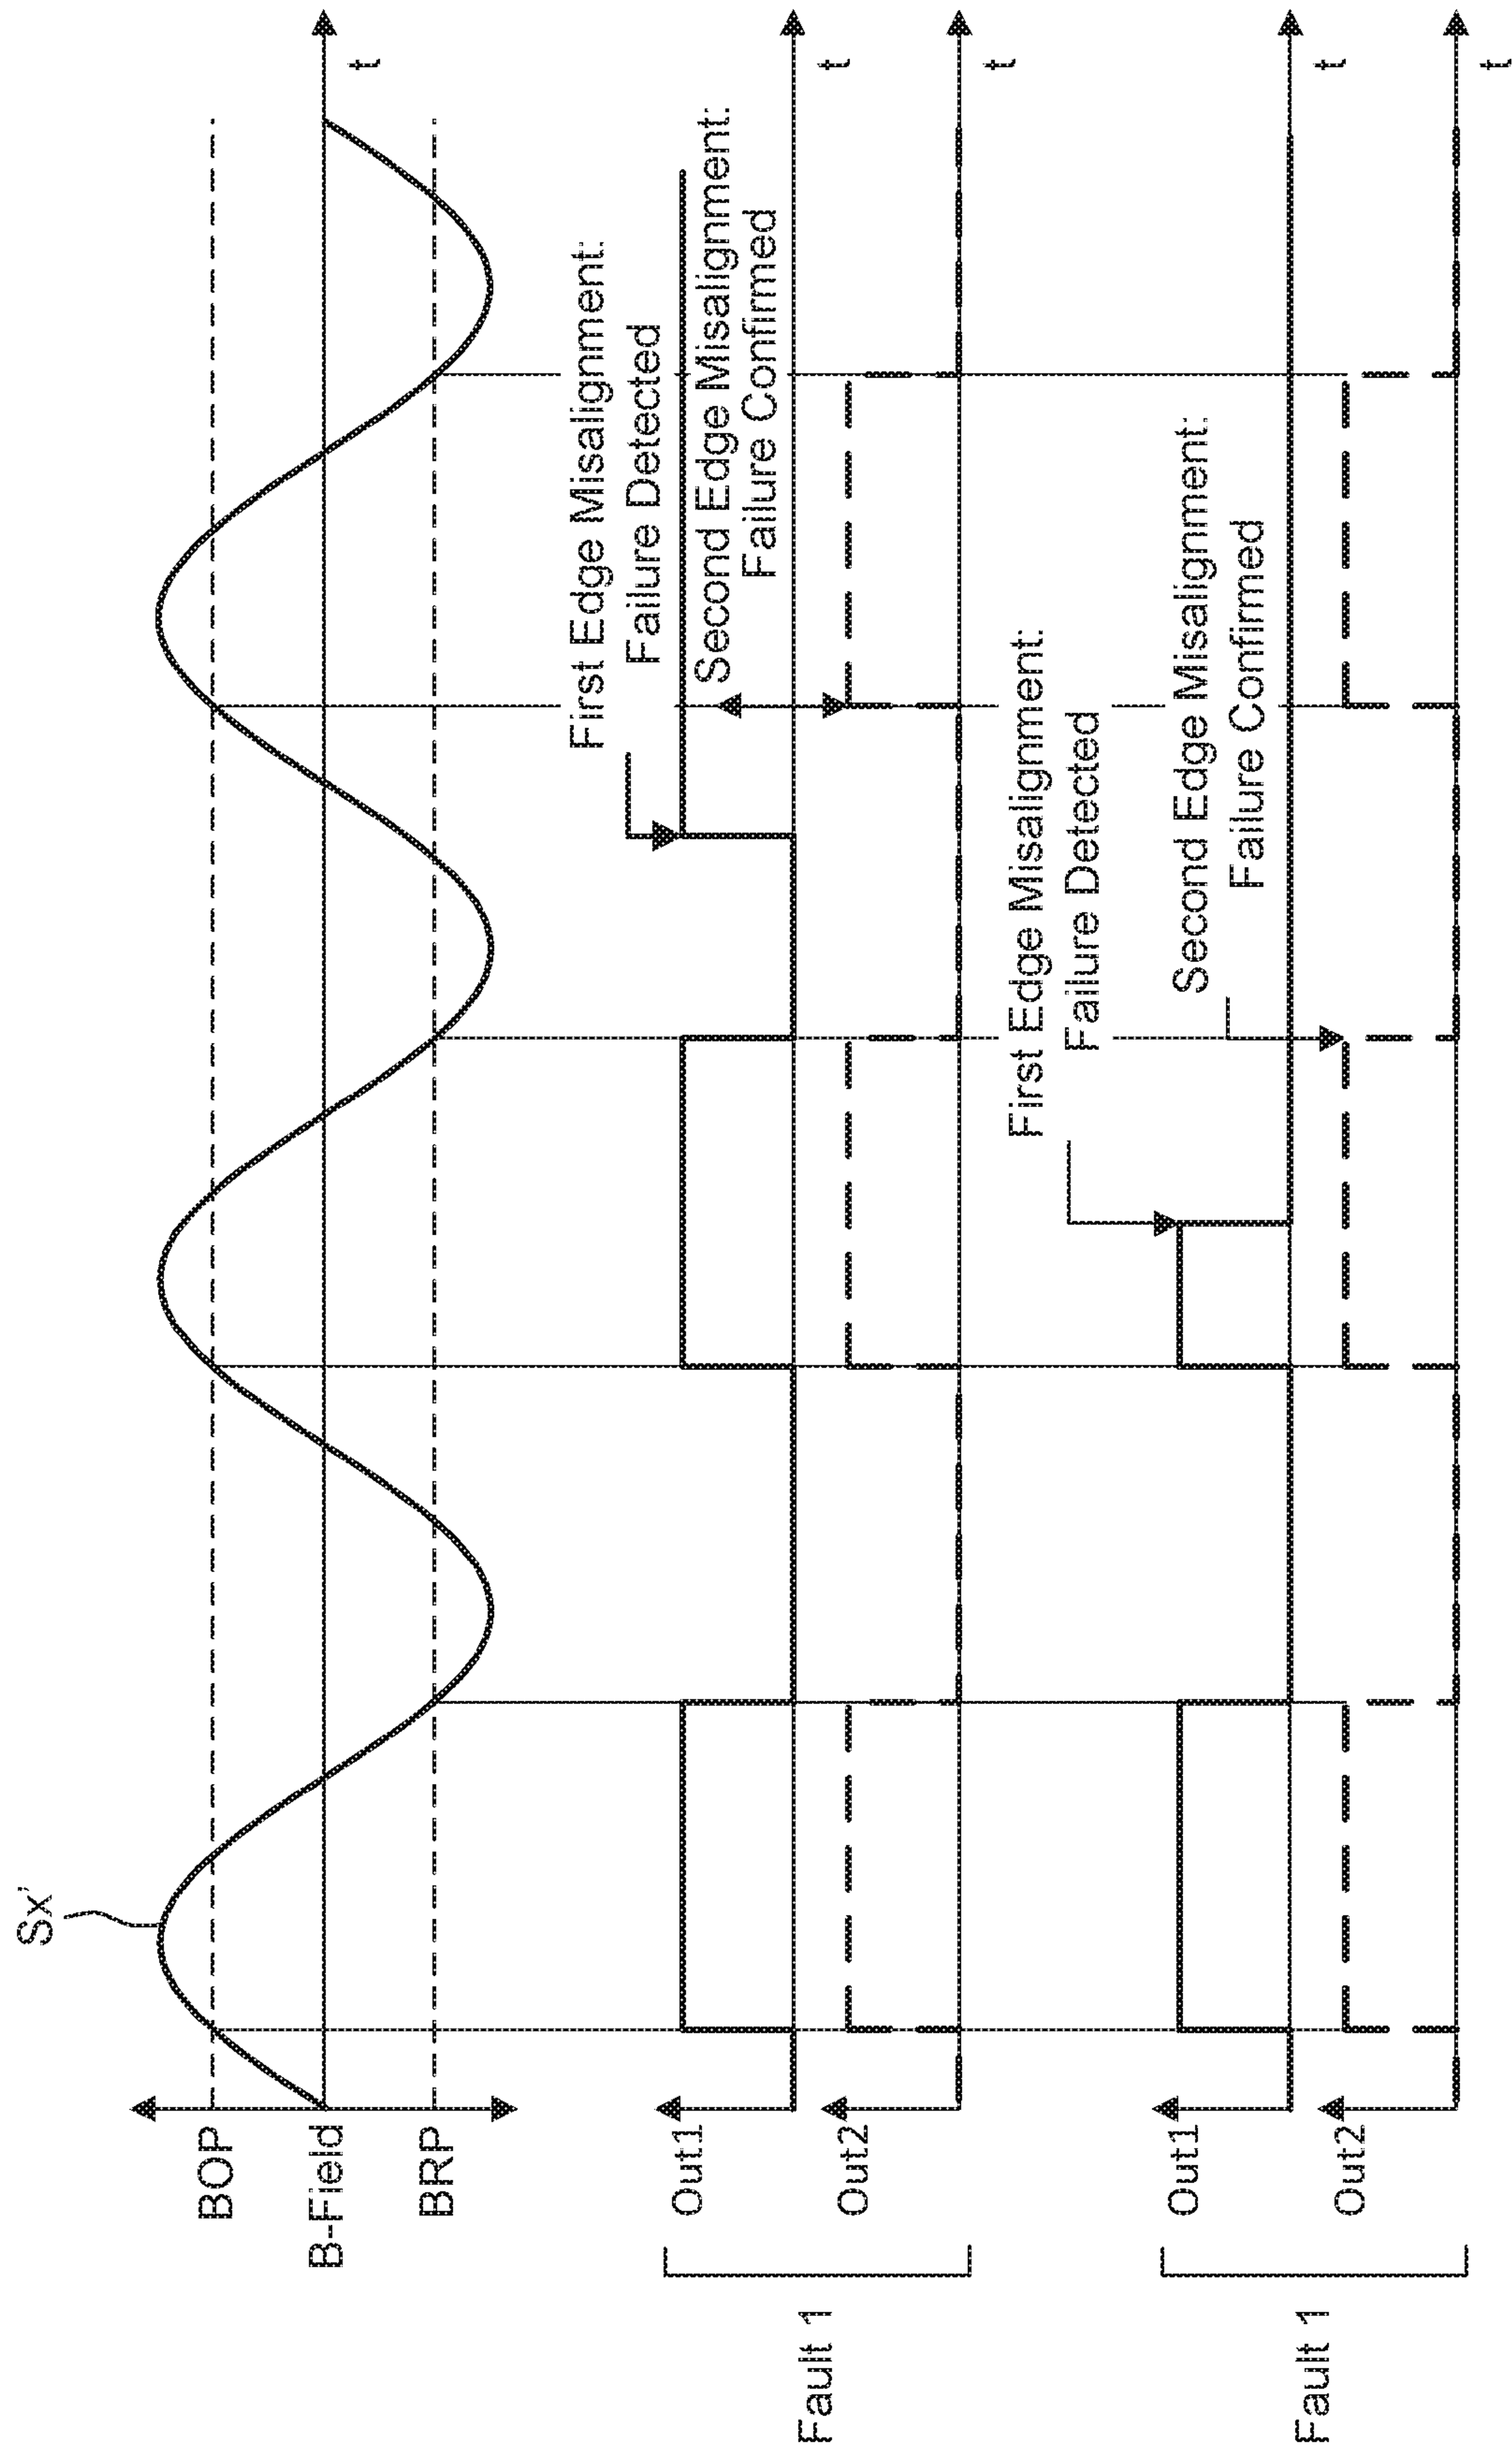 Sx'
BOP
B-Field
BRP
t
First Edge Misalignment:
Failure Detected
Out1
Second Edge Misalignment:
Failure Confirmed
t
Fault 1
Out2
t
First Edge Misalignment:
Failure Detected
Out1
Second Edge Misalignment:
Failure Confirmed
t
Fault 1
Out2
t